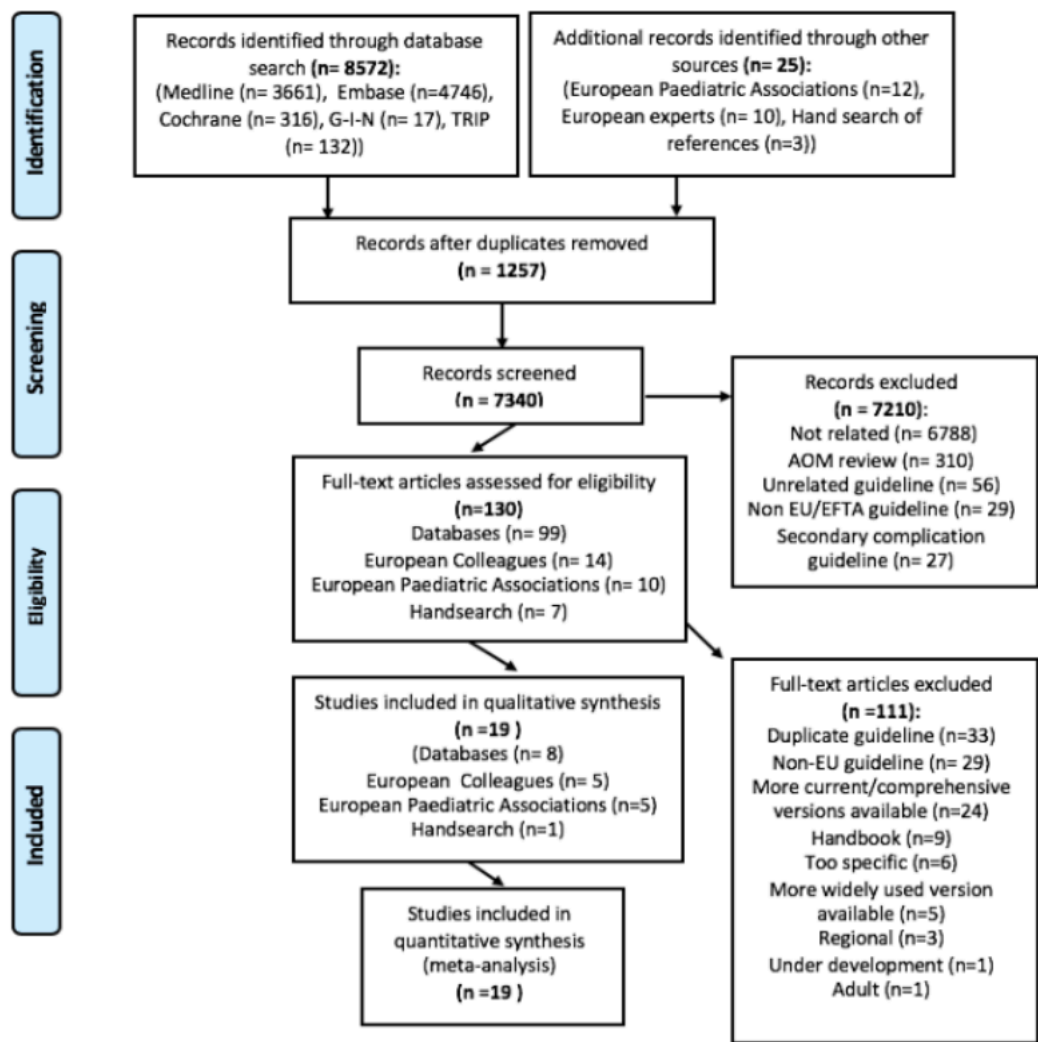 Identification
Records identified through database
search (n= 8572):
(Medline (n= 3661), Embase (n=4746),
Cochrane (n= 316), G-I-N (n= 17), TRIP
(n= 132))
Additional records identified through other
sources (n= 25):
(European Paediatric Associations (n=12),
European experts (n= 10), Hand search of
references (n=3))
Screening
Records after duplicates removed
(n = 1257)
Records screened
(n = 7340)
Records excluded
(n = 7210):
Not related (n= 6788)
AOM review (n= 310)
Unrelated guideline (n= 56)
Non EU/EFTA guideline (n= 29)
Secondary complication
guideline (n= 27)
Eligibility
Full-text articles assessed for eligibility
(n=130)
Databases (n= 99)
European Colleagues (n= 14)
European Paediatric Associations (n= 10)
Handsearch (n= 7)
Full-text articles excluded
(n =111):
Duplicate guideline (n=33)
Non-EU guideline (n= 29)
More current/comprehensive
versions available (n=24)
Handbook (n=9)
Too specific (n=6)
More widely used version
available (n=5)
Regional (n=3)
Under development (n=1)
Adult (n=1)
Included
Studies included in qualitative synthesis
(n =19 )
(Databases (n= 8)
European Colleagues (n= 5)
European Paediatric Associations (n=5)
Handsearch (n=1)
Studies included in
quantitative synthesis
(meta-analysis)
(n =19 )